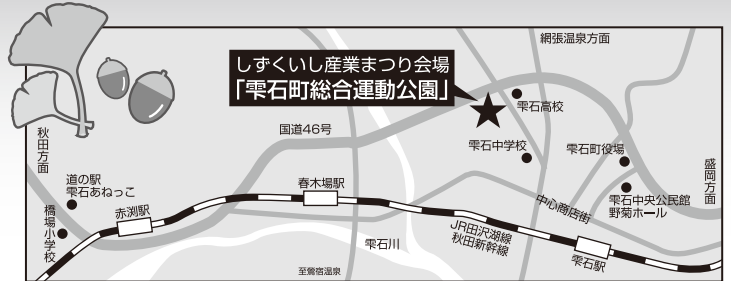 網張温泉方面
しずくいし産業まつり会場
「雫石町総合運動公園」
雫石高校
国道46号
雫石中学校
雫石町役場
秋田方面
盛岡方面
道の駅
雫石あねっこ
春木場駅
雫石中央公民館
野菊ホール
赤渕駅
中心商店街
橋場小学校
JR田沢湖線
秋田新幹線
雫石川
雫石駅
至鶯宿温泉